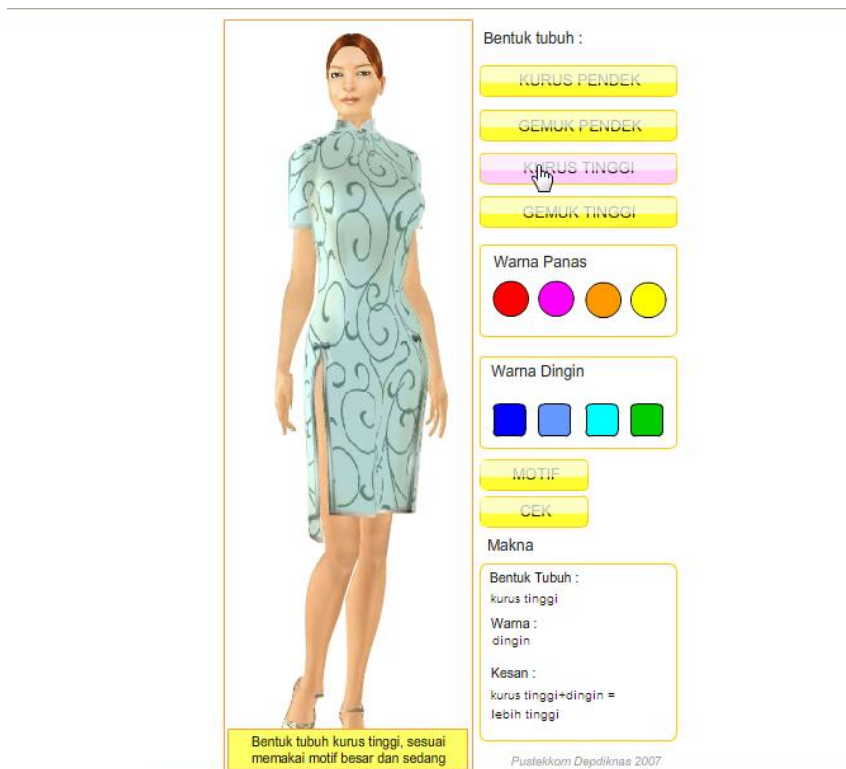 Bentuk tubuh :
KURUS PENDEK
GEMUK PENDEK
KURUS TINGGI
GEMUK TINGGI
Warna Panas
Warna Dingin
MOTIF
CEK
Makna
Bentuk Tubuh :
kurus tinggi
Warna :
dingin
Kesan :
kurus tinggi+dingin =
lebih tinggi
Bentuk tubuh kurus tinggi, sesuai
memakai motif besar dan sedang
Pustekkom Depdiknas 2007